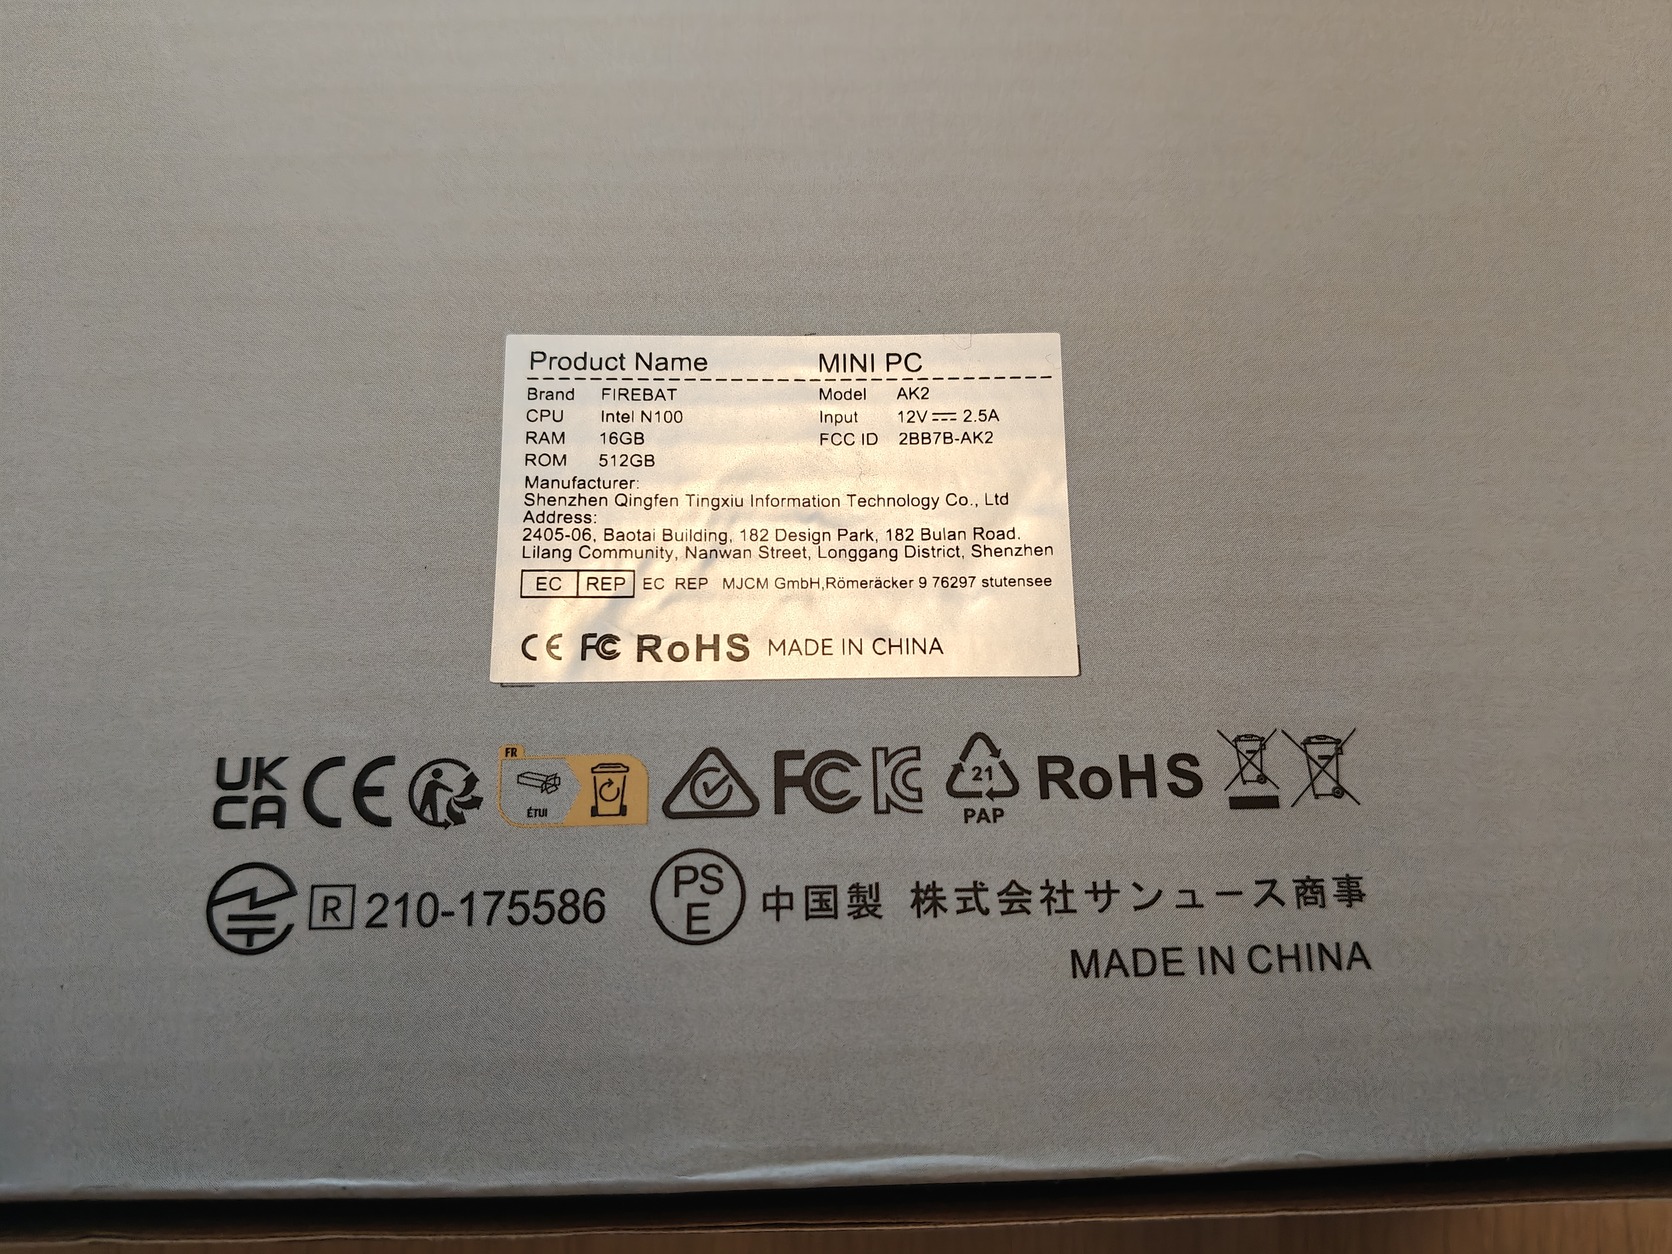 Product Name MINI PC
Brand FIREBAT Model AK2
CPU Intel N100 Input 12V 2.5A
RAM 16GB FCC ID 2BB7B-AK2
ROM 512GB
Manufacturer:
Shenzhen Qingfen Tingxiu Information Technology Co., Ltd
Address:
2405-06, Baotai Building, 182 Design Park, 182 Bulan Road.
Lilang Community, Nanwan Street, Longgang District, Shenzhen
EC REP EC REP MJCM GmbH,Römeräcker 9 76297 stutensee
CE FC RoHS MADE IN CHINA
UK CA CE FR ÉTUI FC KC 21 PAP RoHS
R 210-175586 PS E 中国製 株式会社サンュース商事
MADE IN CHINA